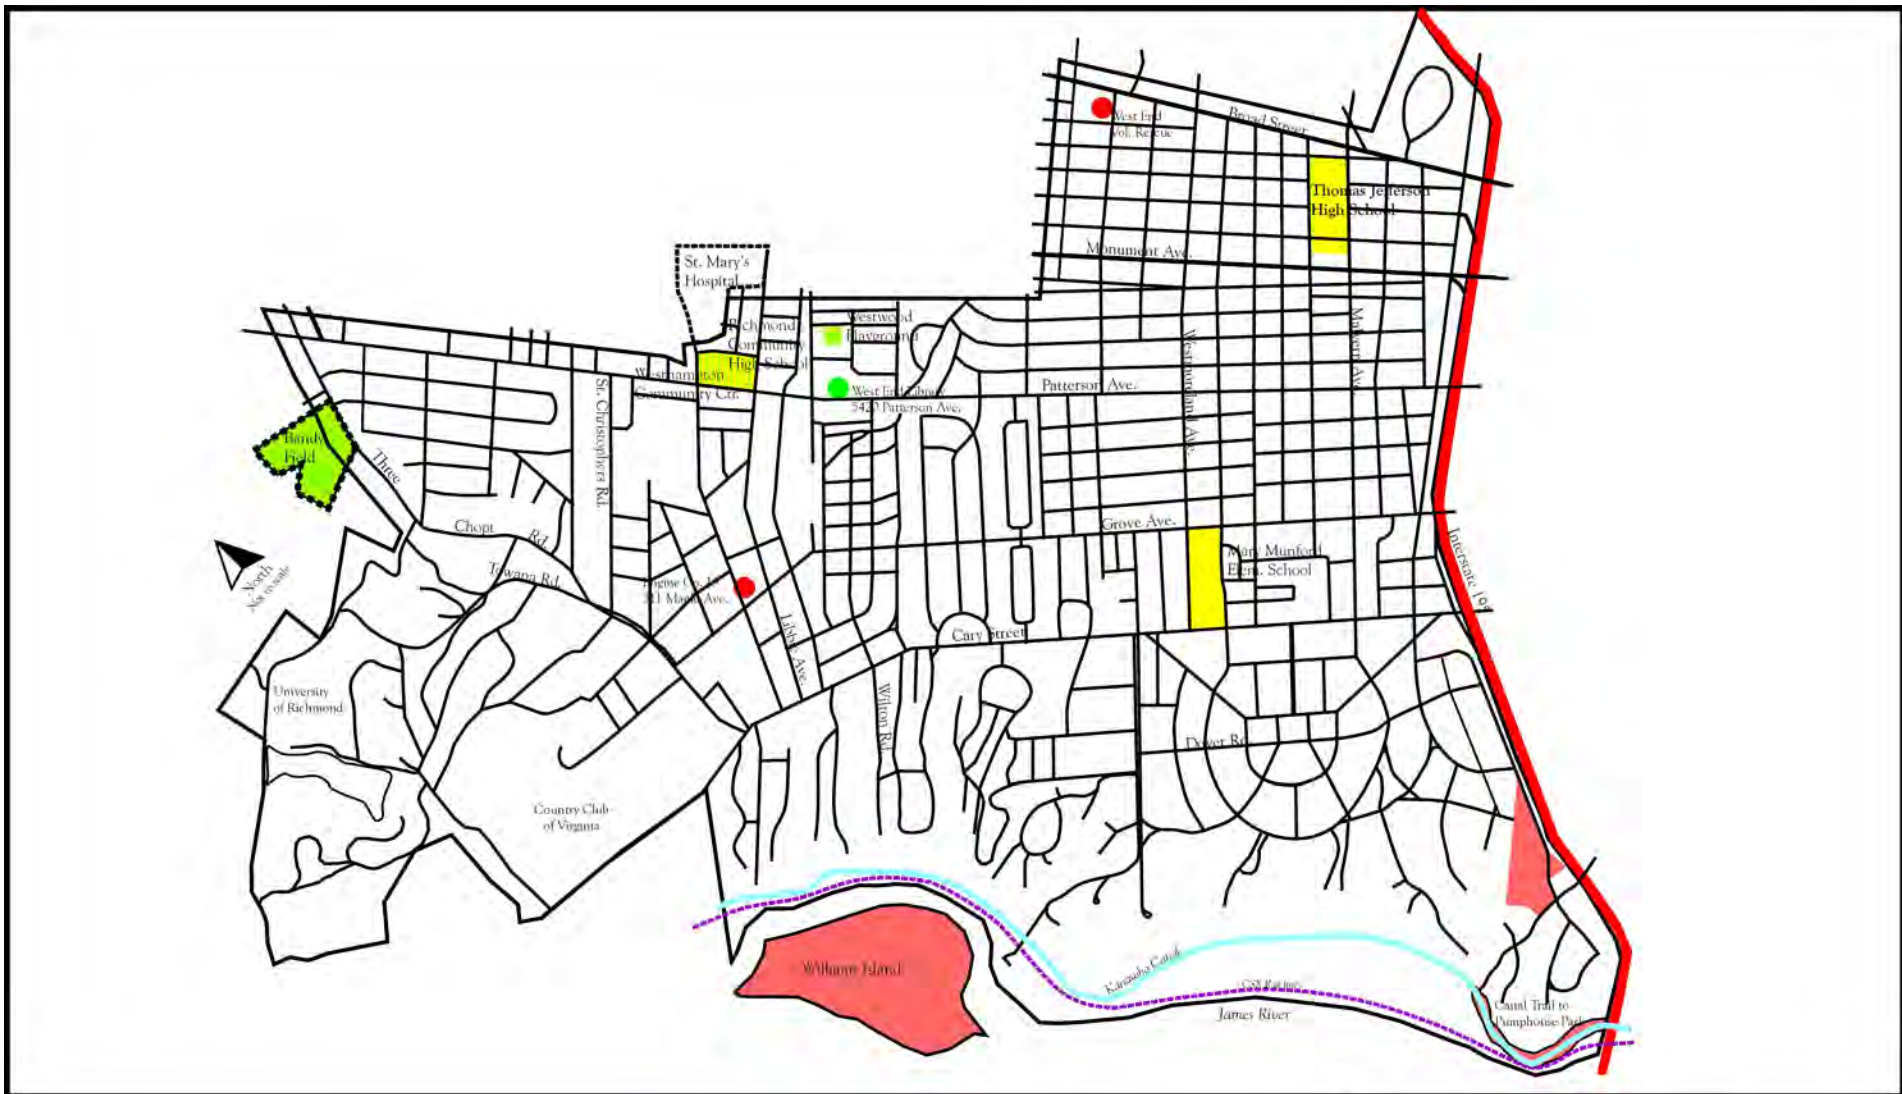 Broad Street
West End
Vol. Rescue
Thomas Jefferson
High School
Monument Ave.
St. Mary's
Hospital
Richmond
Community
High School
Westwood
Playground
Westhampton
Community Ctr.
West End Library
5420 Patterson Ave.
Patterson Ave.
Westmoreland Ave.
Malvern Ave.
St. Christophers Rd.
Bandy
Field
Three
Chopt
Rd.
Towana Rd.
Grove Ave.
Mary Munford
Elem. School
Interstate 195
North
Not to scale
Engine Co.
Ave.
Libbie Ave.
Cary Street
Wilton Rd.
Dover Rd.
University
of Richmond
Country Club
of Virginia
Williams Island
Kanawha Canal
CSX Rail
James River
Canal Trail to
Pumphouse Park